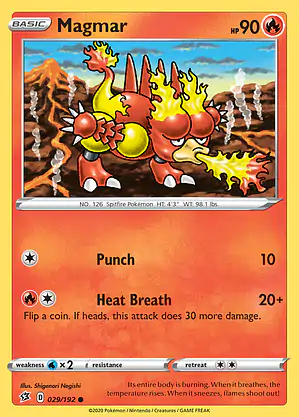 BASIC Magmar HP90
NO. 126 Spitfire Pokémon HT: 4'3" WT: 98.1 lbs.
Punch 10
Heat Breath 20+
Flip a coin. If heads, this attack does 30 more damage.
weakness x2 resistance retreat
Illus. Shigenori Negishi
D 029/192
Its entire body is burning. When it breathes, the
temperature rises. When it sneezes, flames shoot out!
©2020 Pokémon / Nintendo / Creatures / GAME FREAK